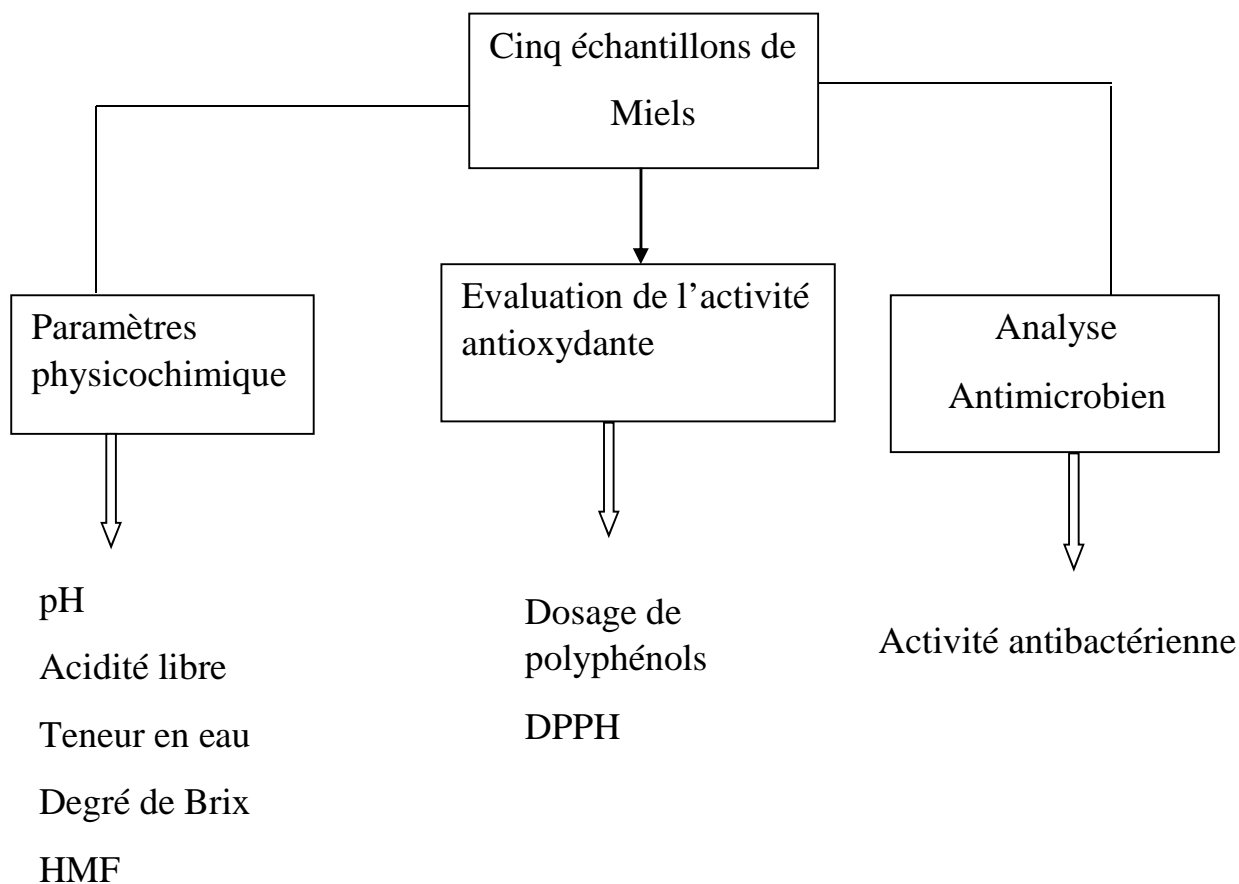 Cinq échantillons de
Miels
Paramètres
physicochimique
Evaluation de l’activité
antioxydante
Analyse
Antimicrobien
pH
Acidité libre
Teneur en eau
Degré de Brix
HMF
Dosage de
polyphénols
DPPH
Activité antibactérienne